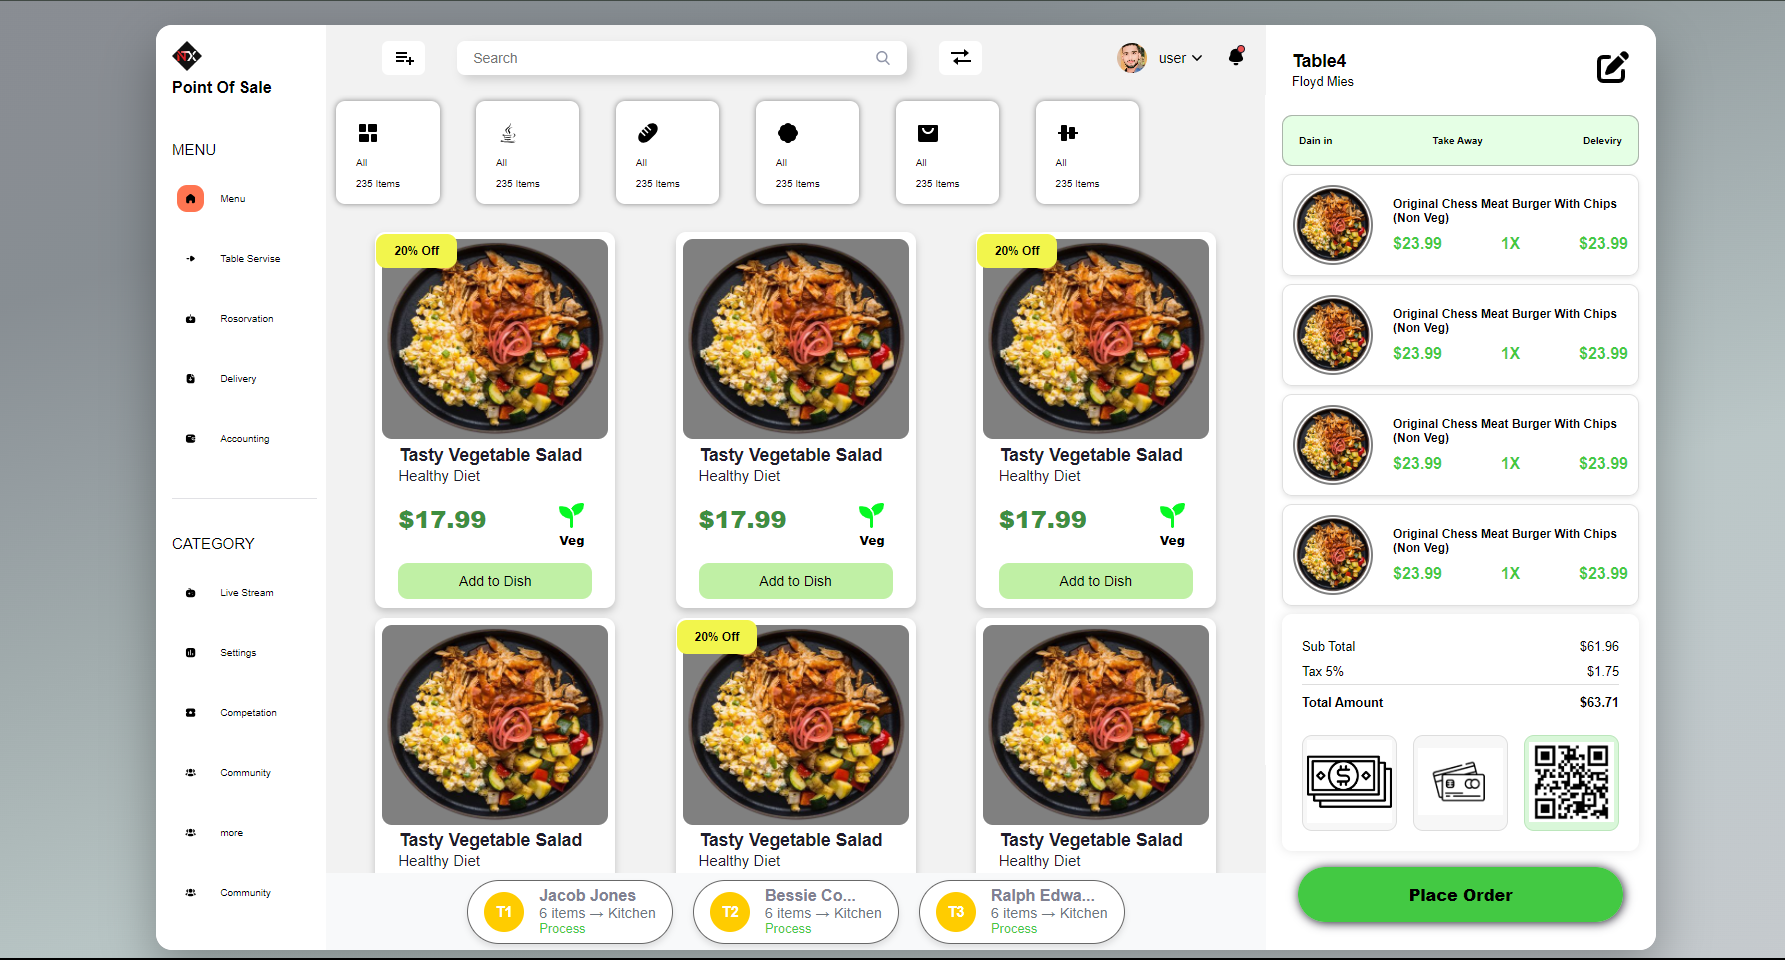 NTX
Point Of Sale
MENU
Menu
Table Servise
Rosorvation
Delivery
Accounting
CATEGORY
Live Stream
Settings
Competation
Community
more
Community
Search
user
All
235 Items
All
235 Items
All
235 Items
All
235 Items
All
235 Items
All
235 Items
20% Off
Tasty Vegetable Salad
Healthy Diet
$17.99
Veg
Add to Dish
Tasty Vegetable Salad
Healthy Diet
$17.99
Veg
Add to Dish
20% Off
Tasty Vegetable Salad
Healthy Diet
$17.99
Veg
Add to Dish
Tasty Vegetable Salad
Healthy Diet
20% Off
Tasty Vegetable Salad
Healthy Diet
Tasty Vegetable Salad
Healthy Diet
T1
Jacob Jones
6 items → Kitchen
Process
T2
Bessie Co...
6 items → Kitchen
Process
T3
Ralph Edwa...
6 items → Kitchen
Process
Table4
Floyd Mies
Dain in Take Away Deleviry
Original Chess Meat Burger With Chips
(Non Veg)
$23.99 1X $23.99
Original Chess Meat Burger With Chips
(Non Veg)
$23.99 1X $23.99
Original Chess Meat Burger With Chips
(Non Veg)
$23.99 1X $23.99
Original Chess Meat Burger With Chips
(Non Veg)
$23.99 1X $23.99
Sub Total $61.96
Tax 5% $1.75
Total Amount $63.71
Place Order